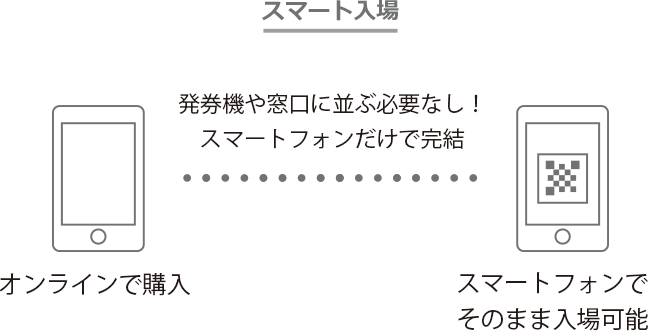 スマート入場
発券機や窓口に並ぶ必要なし！
スマートフォンだけで完結
オンラインで購入
スマートフォンで
そのまま入場可能